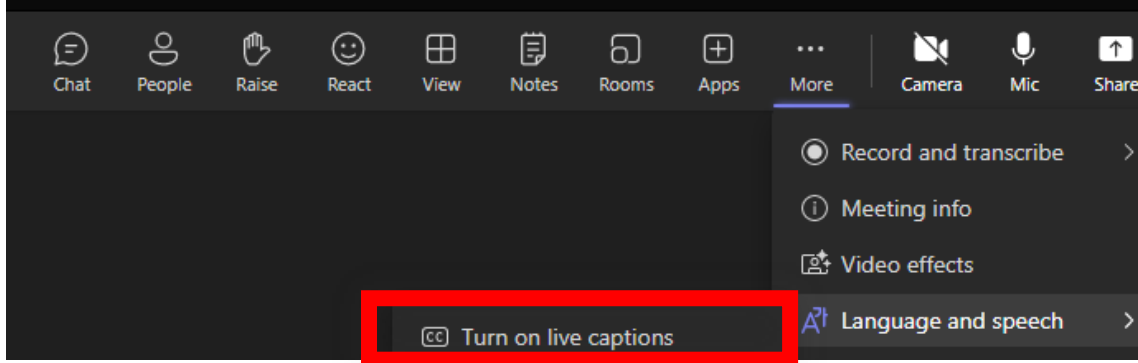 Chat People Raise React View Notes Rooms Apps More Camera Mic Share
Record and transcribe
Meeting info
Video effects
Language and speech
CC Turn on live captions